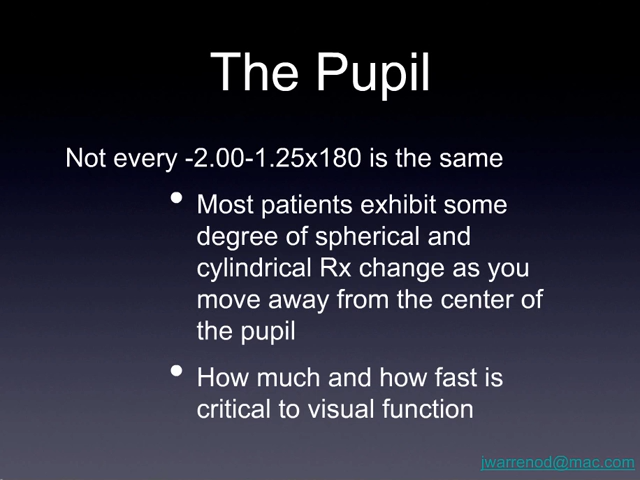 The Pupil
Not every -2.00-1.25x180 is the same
• Most patients exhibit some
degree of spherical and
cylindrical Rx change as you
move away from the center of
the pupil
• How much and how fast is
critical to visual function
jwarrenod@mac.com